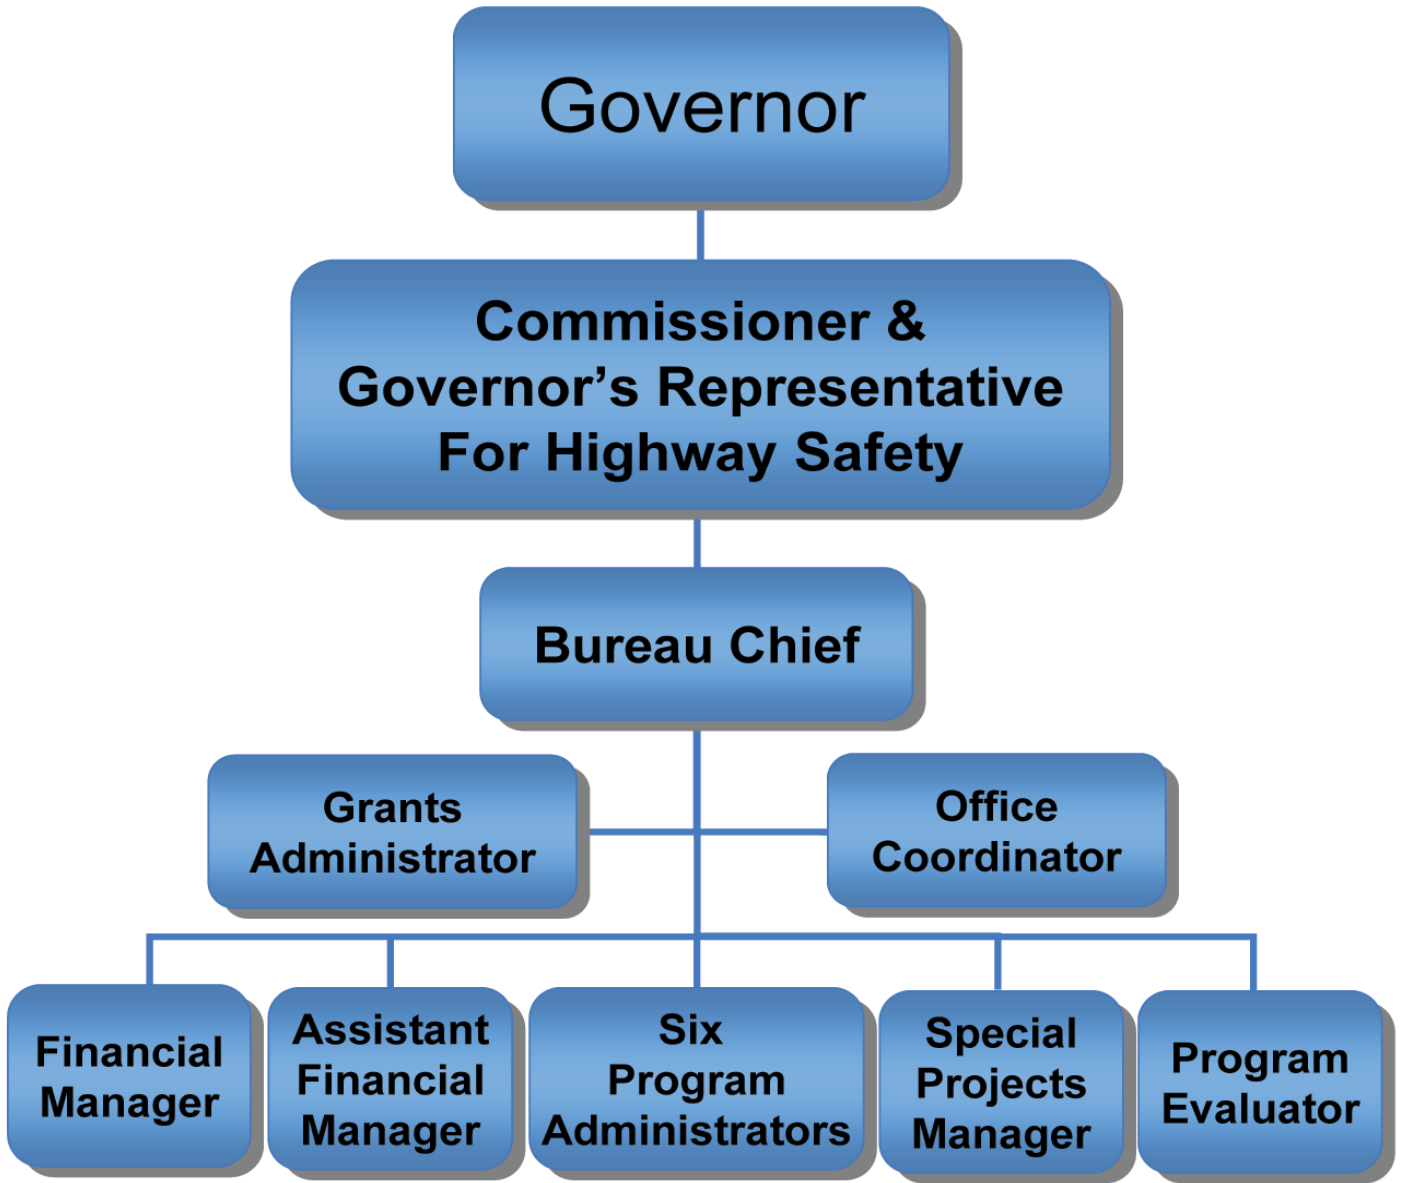 Governor
Commissioner &
Governor’s Representative
For Highway Safety
Bureau Chief
Grants
Administrator
Office
Coordinator
Financial
Manager
Assistant
Financial
Manager
Six
Program
Administrators
Special
Projects
Manager
Program
Evaluator